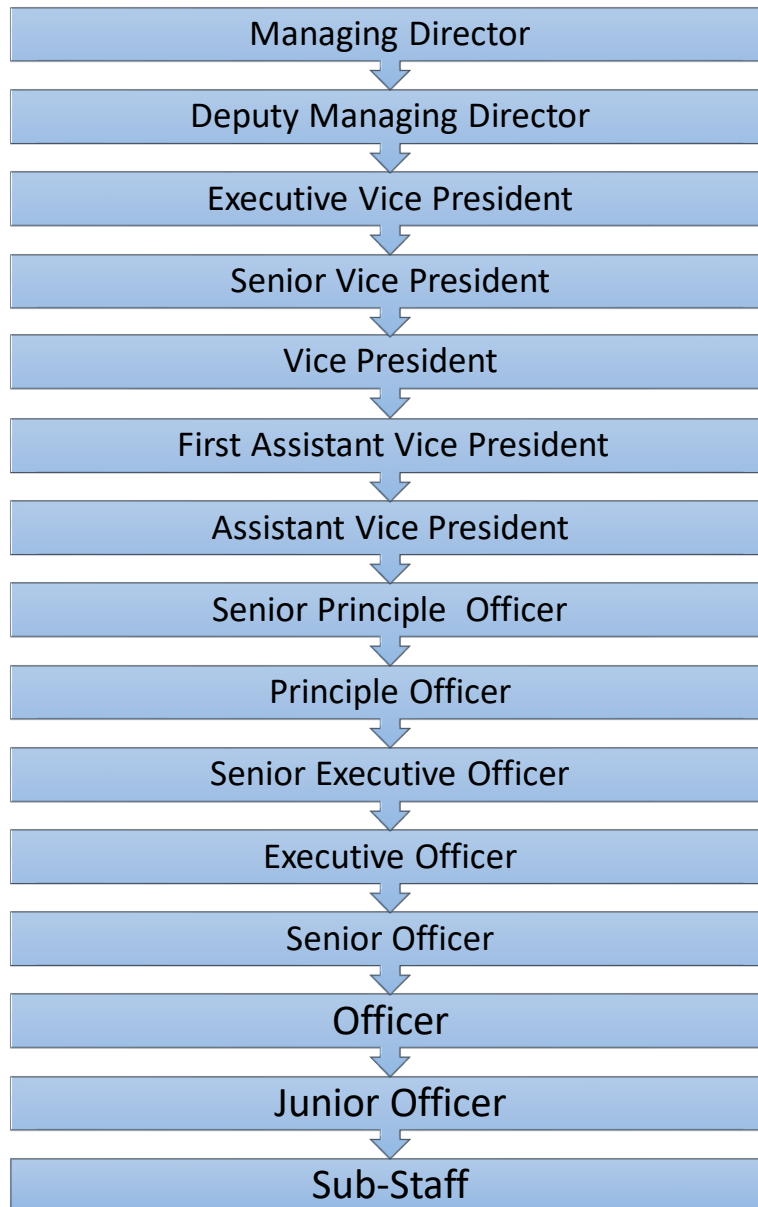 Managing Director
Deputy Managing Director
Executive Vice President
Senior Vice President
Vice President
First Assistant Vice President
Assistant Vice President
Senior Principle  Officer
Principle Officer
Senior Executive Officer
Executive Officer
Senior Officer
Officer
Junior Officer
Sub-Staff